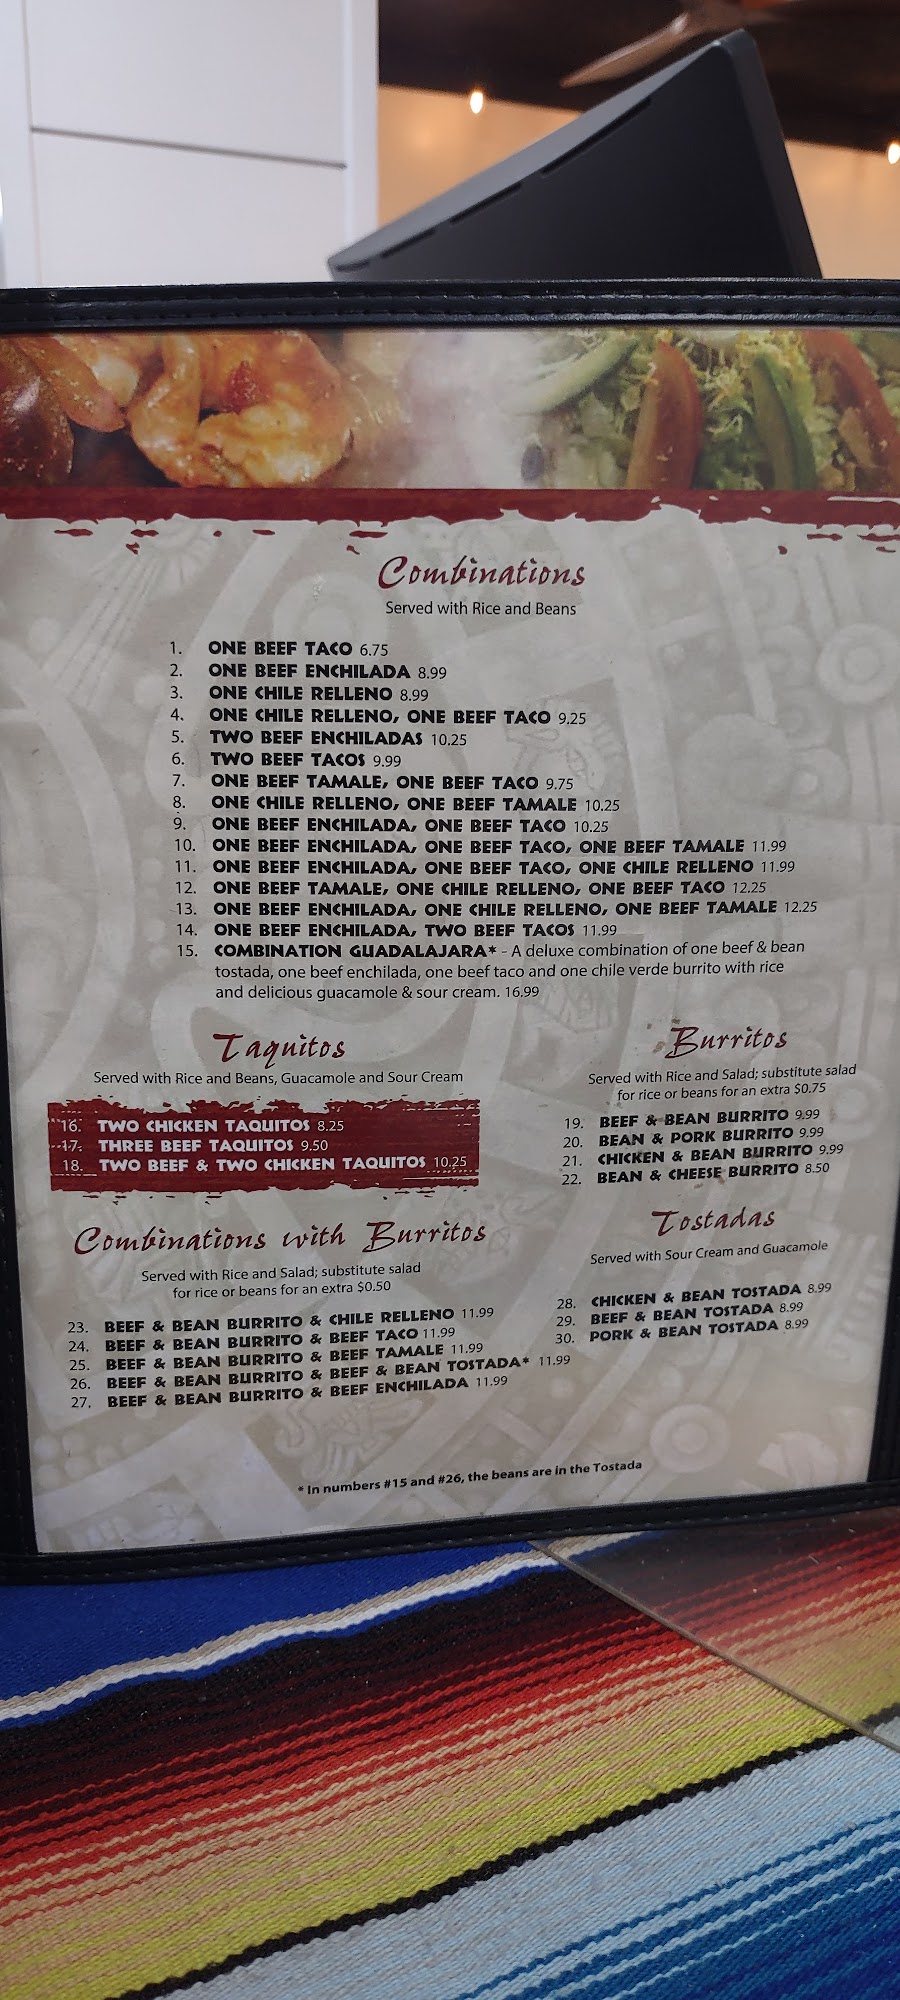 Combinations
Served with Rice and Beans
1. ONE BEEF TACO 6.75
2. ONE BEEF ENCHILADA 8.99
3. ONE CHILE RELLENO 8.99
4. ONE CHILE RELLENO, ONE BEEF TACO 9.25
5. TWO BEEF ENCHILADAS 10.25
6. TWO BEEF TACOS 9.99
7. ONE BEEF TAMALE, ONE BEEF TACO 9.75
8. ONE CHILE RELLENO, ONE BEEF TAMALE 10.25
9. ONE BEEF ENCHILADA, ONE BEEF TACO 10.25
10. ONE BEEF ENCHILADA, ONE BEEF TACO, ONE BEEF TAMALE 11.99
11. ONE BEEF ENCHILADA, ONE BEEF TACO, ONE CHILE RELLENO 11.99
12. ONE BEEF TAMALE, ONE CHILE RELLENO, ONE BEEF TACO 12.25
13. ONE BEEF ENCHILADA, ONE CHILE RELLENO, ONE BEEF TAMALE 12.25
14. ONE BEEF ENCHILADA, TWO BEEF TACOS 11.99
15. COMBINATION GUADALAJARA* - A deluxe combination of one beef & bean
tostada, one beef enchilada, one beef taco and one chile verde burrito with rice
and delicious guacamole & sour cream. 16.99
Taquitos
Served with Rice and Beans, Guacamole and Sour Cream
16. TWO CHICKEN TAQUITOS 8.25
17. THREE BEEF TAQUITOS 9.50
18. TWO BEEF & TWO CHICKEN TAQUITOS 10.25
Burritos
Served with Rice and Salad; substitute salad
for rice or beans for an extra $0.75
19. BEEF & BEAN BURRITO 9.99
20. BEAN & PORK BURRITO 9.99
21. CHICKEN & BEAN BURRITO 9.99
22. BEAN & CHEESE BURRITO 8.50
Combinations with Burritos
Served with Rice and Salad; substitute salad
for rice or beans for an extra $0.50
23. BEEF & BEAN BURRITO & CHILE RELLENO 11.99
24. BEEF & BEAN BURRITO & BEEF TACO 11.99
25. BEEF & BEAN BURRITO & BEEF TAMALE 11.99
26. BEEF & BEAN BURRITO & BEEF & BEAN TOSTADA* 11.99
27. BEEF & BEAN BURRITO & BEEF ENCHILADA 11.99
Tostadas
Served with Sour Cream and Guacamole
28. CHICKEN & BEAN TOSTADA 8.99
29. BEEF & BEAN TOSTADA 8.99
30. PORK & BEAN TOSTADA 8.99
* In numbers #15 and #26, the beans are in the Tostada